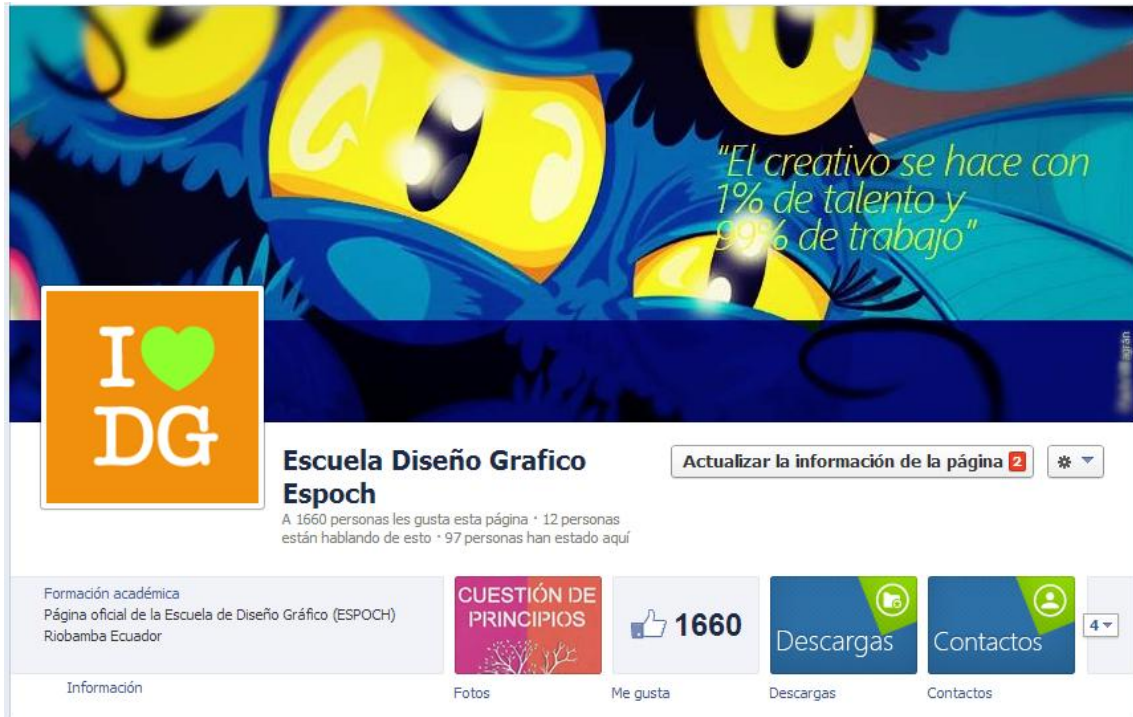 "El creativo se hace con
1% de talento y
99% de trabajo"
I
DG
Escuela Diseño Grafico
Espoch
Actualizar la información de la página 2
A 1660 personas les gusta esta página · 12 personas
están hablando de esto · 97 personas han estado aquí
Formación académica
Página oficial de la Escuela de Diseño Gráfico (ESPOCH)
Riobamba Ecuador
Información
CUESTIÓN DE
PRINCIPIOS
Fotos
1660
Me gusta
Descargas
Descargas
Contactos
Contactos
4